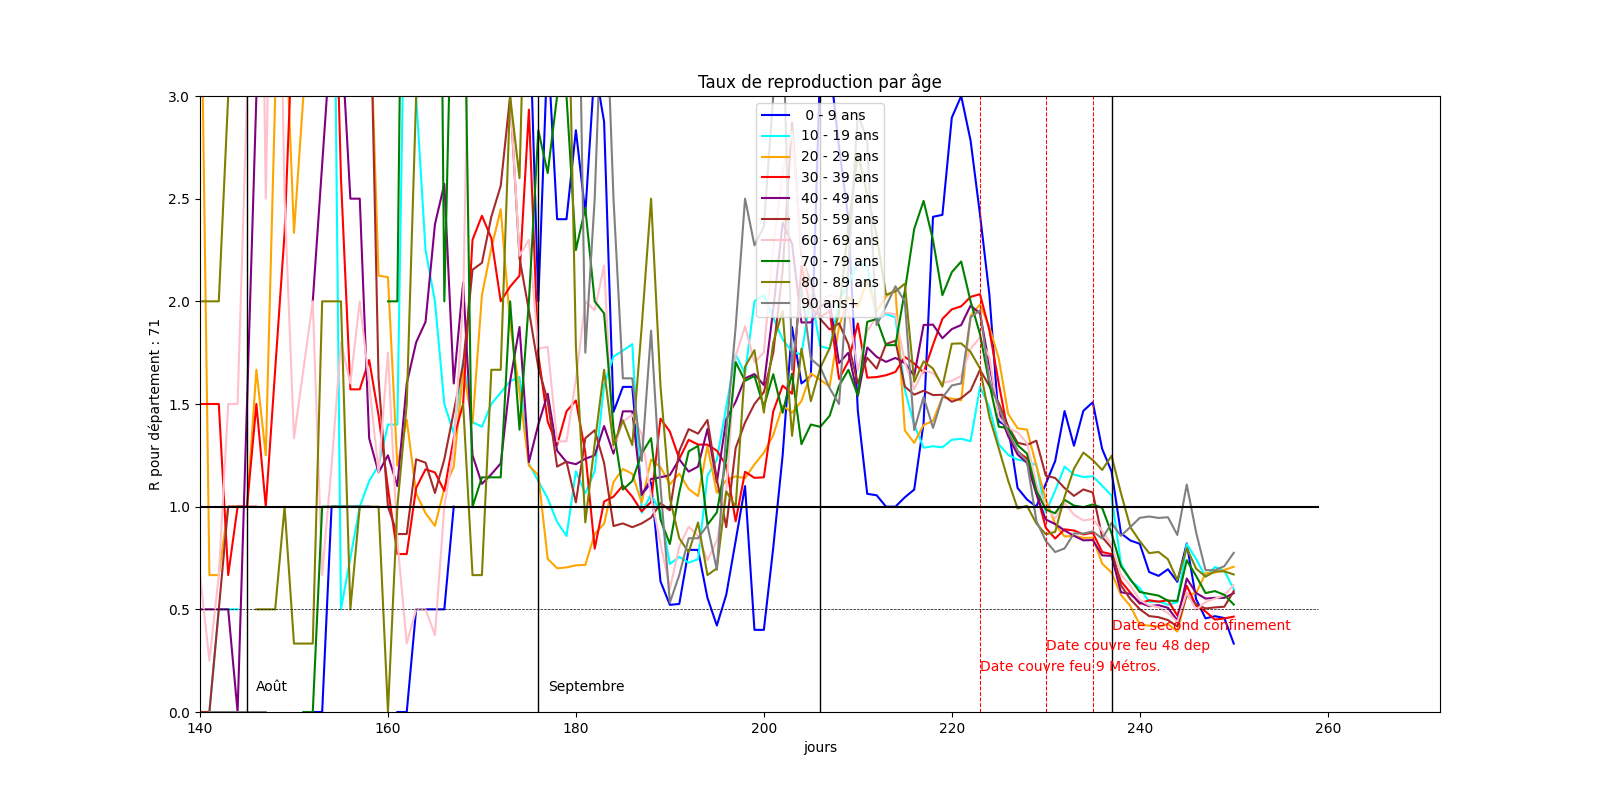 Taux de reproduction par âge
R pour département : 71
3.0
2.5
2.0
1.5
1.0
0.5
0.0
0 - 9 ans
10 - 19 ans
20 - 29 ans
30 - 39 ans
40 - 49 ans
50 - 59 ans
60 - 69 ans
70 - 79 ans
80 - 89 ans
90 ans+
Date second confinement
Date couvre feu 48 dep
Date couvre feu 9 Métros.
Août
Septembre
140
160
180
200
220
240
260
jours